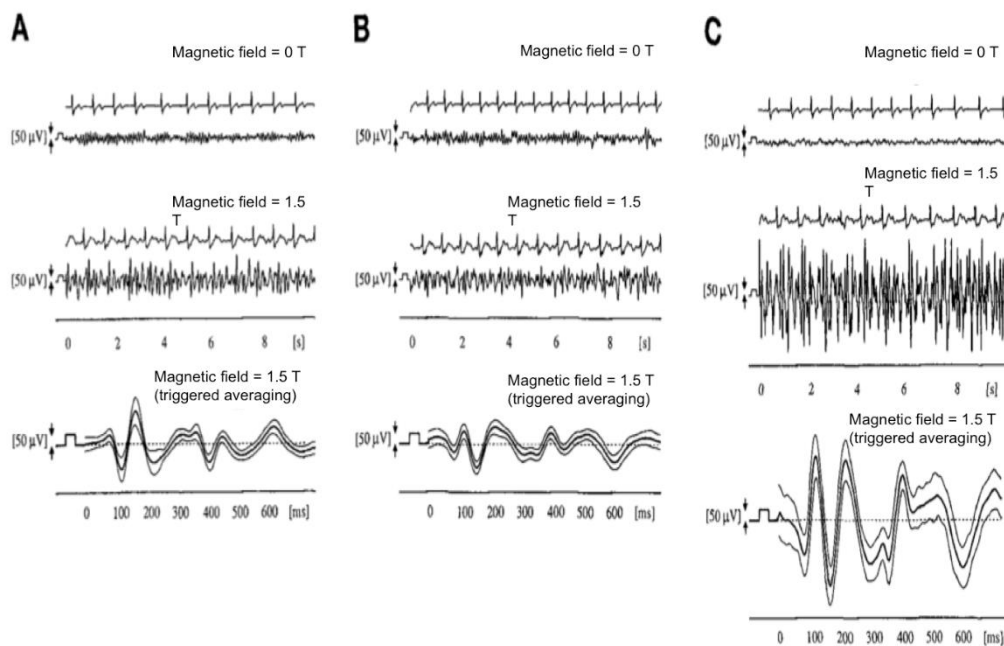 A
Magnetic field = 0 T
[50 µV]
Magnetic field = 1.5
T
[50 µV]
0 2 4 6 8 [s]
Magnetic field = 1.5 T
(triggered averaging)
[50 µV]
0 100 200 300 400 500 600 [ms]
B
Magnetic field = 0 T
[50 µV]
Magnetic field = 1.5
T
[50 µV]
0 2 4 6 8 [s]
Magnetic field = 1.5 T
(triggered averaging)
[50 µV]
0 100 200 300 400 500 600 [ms]
C
Magnetic field = 0 T
[50 µV]
Magnetic field = 1.5
T
[50 µV]
0 2 4 6 8 [s]
Magnetic field = 1.5 T
(triggered averaging)
[50 µV]
0 100 200 300 400 500 600 [ms]